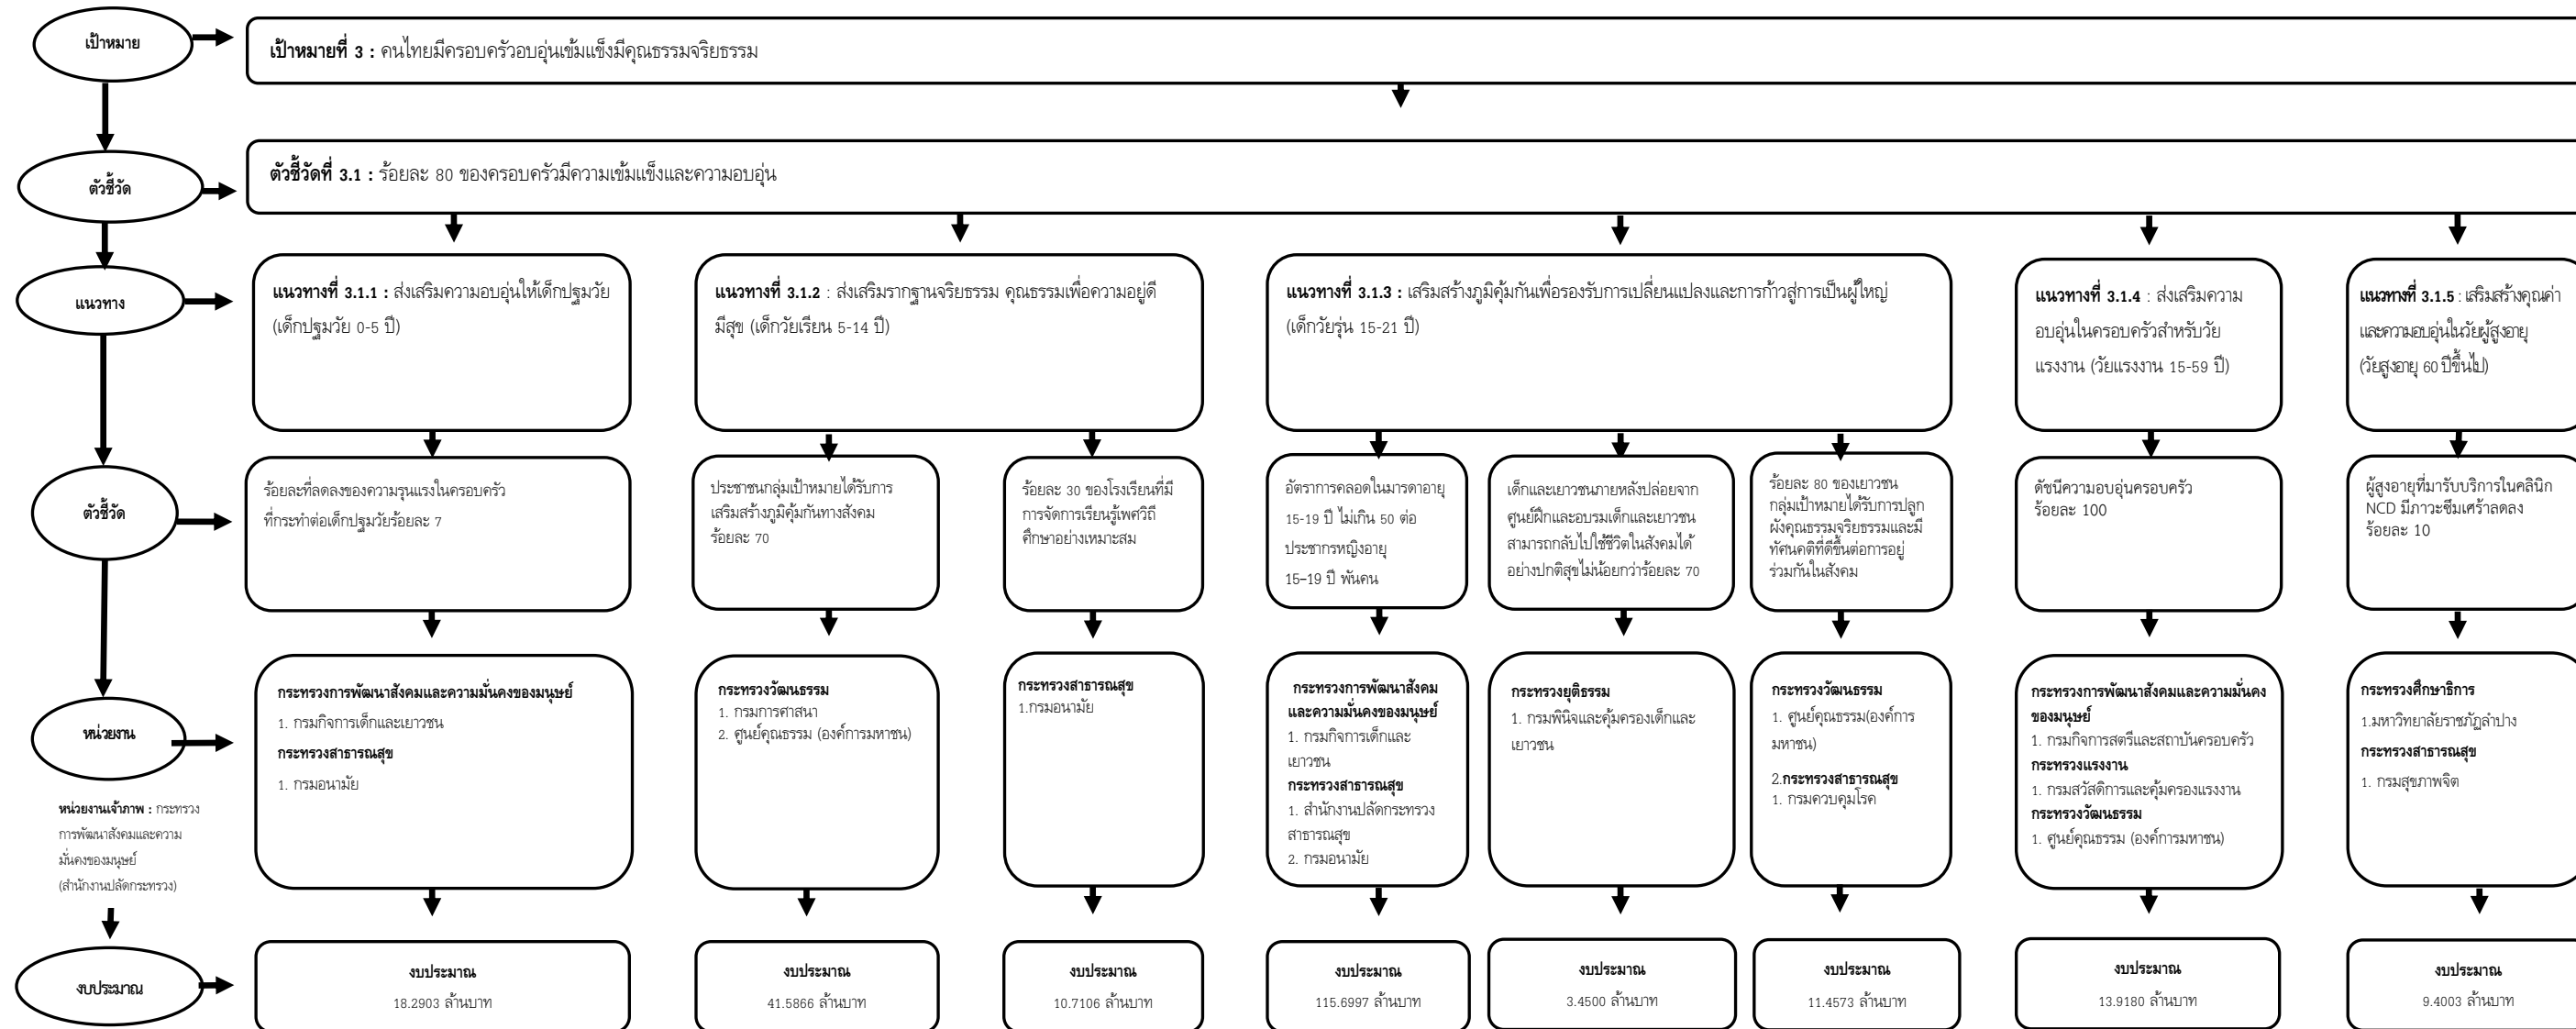 เป้าหมาย
เป้าหมายที่ 3 : คนไทยมีครอบครัวอบอุ่นเข้มแข็งมีคุณธรรมจริยธรรม
ตัวชี้วัด
ตัวชี้วัดที่ 3.1 : ร้อยละ 80 ของครอบครัวมีความเข้มแข็งและความอบอุ่น
แนวทาง
แนวทางที่ 3.1.1 : ส่งเสริมความอบอุ่นให้เด็กปฐมวัย
(เด็กปฐมวัย 0-5 ปี)
แนวทางที่ 3.1.2 : ส่งเสริมรากฐานจริยธรรม คุณธรรมเพื่อความอยู่ดี
มีสุข (เด็กวัยเรียน 5-14 ปี)
แนวทางที่ 3.1.3 : เสริมสร้างภูมิคุ้มกันเพื่อรองรับการเปลี่ยนแปลงและการก้าวสู่การเป็นผู้ใหญ่
(เด็กวัยรุ่น 15-21 ปี)
แนวทางที่ 3.1.4 : ส่งเสริมความ
อบอุ่นในครอบครัวสำหรับวัย
แรงงาน (วัยแรงงาน 15-59 ปี)
แนวทางที่ 3.1.5 : เสริมสร้างคุณค่า
และความอบอุ่นในวัยผู้สูงอายุ
(วัยสูงอายุ 60 ปีขึ้นไป)
ตัวชี้วัด
ร้อยละที่ลดลงของความรุนแรงในครอบครัว
ที่กระทำต่อเด็กปฐมวัยร้อยละ 7
ประชาชนกลุ่มเป้าหมายได้รับการ
เสริมสร้างภูมิคุ้มกันทางสังคม
ร้อยละ 70
ร้อยละ 30 ของโรงเรียนที่มี
การจัดการเรียนรู้เพศวิถี
ศึกษาอย่างเหมาะสม
อัตราการคลอดในมารดาอายุ
15-19 ปี ไม่เกิน 50 ต่อ
ประชากรหญิงอายุ
15–19 ปี พันคน
เด็กและเยาวชนภายหลังปล่อยจาก
ศูนย์ฝึกและอบรมเด็กและเยาวชน
สามารถกลับไปใช้ชีวิตในสังคมได้
อย่างปกติสุขไม่น้อยกว่าร้อยละ 70
ร้อยละ 80 ของเยาวชน
กลุ่มเป้าหมายได้รับการปลูก
ผังคุณธรรมจริยธรรมและมี
ทัศนคติที่ดีขึ้นต่อการอยู่
ร่วมกันในสังคม
ดัชนีความอบอุ่นครอบครัว
ร้อยละ 100
ผู้สูงอายุที่มารับบริการในคลินิก
NCD มีภาวะซึมเศร้าลดลง
ร้อยละ 10
หน่วยงาน
กระทรวงการพัฒนาสังคมและความมั่นคงของมนุษย์
1. กรมกิจการเด็กและเยาวชน
กระทรวงสาธารณสุข
1. กรมอนามัย
กระทรวงวัฒนธรรม
1. กรมการศาสนา
2. ศูนย์คุณธรรม (องค์การมหาชน)
กระทรวงสาธารณสุข
1.กรมอนามัย
กระทรวงการพัฒนาสังคม
และความมั่นคงของมนุษย์
1. กรมกิจการเด็กและ
เยาวชน
กระทรวงสาธารณสุข
1. สำนักงานปลัดกระทรวง
สาธารณสุข
2. กรมอนามัย
กระทรวงยุติธรรม
1. กรมพินิจและคุ้มครองเด็กและ
เยาวชน
กระทรวงวัฒนธรรม
1. ศูนย์คุณธรรม(องค์การ
มหาชน)
2.กระทรวงสาธารณสุข
1. กรมควบคุมโรค
กระทรวงการพัฒนาสังคมและความมั่นคง
ของมนุษย์
1. กรมกิจการสตรีและสถาบันครอบครัว
กระทรวงแรงงาน
1. กรมสวัสดิการและคุ้มครองแรงงาน
กระทรวงวัฒนธรรม
1. ศูนย์คุณธรรม (องค์การมหาชน)
กระทรวงศึกษาธิการ
1.มหาวิทยาลัยราชภัฏลำปาง
กระทรวงสาธารณสุข
1. กรมสุขภาพจิต
หน่วยงานเจ้าภาพ : กระทรวง
การพัฒนาสังคมและความ
มั่นคงของมนุษย์
(สำนักงานปลัดกระทรวง)
งบประมาณ
งบประมาณ
18.2903 ล้านบาท
งบประมาณ
41.5866 ล้านบาท
งบประมาณ
10.7106 ล้านบาท
งบประมาณ
115.6997 ล้านบาท
งบประมาณ
3.4500 ล้านบาท
งบประมาณ
11.4573 ล้านบาท
งบประมาณ
13.9180 ล้านบาท
งบประมาณ
9.4003 ล้านบาท